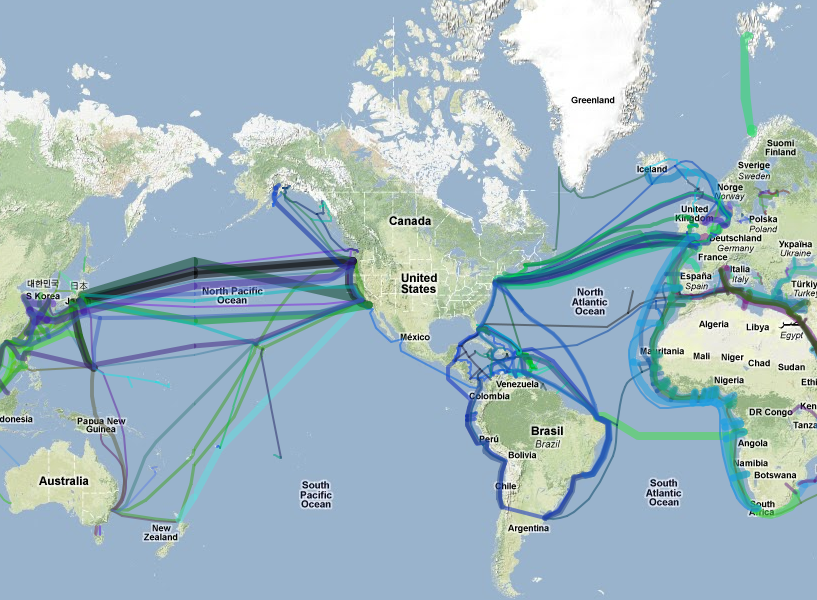 Greenland
Suomi
Finland
Iceland
Sverige
Sweden
Norge
Norway
United
Kingdom
Polska
Poland
Canada
Deutschland
Germany
Україна
Ukraine
France
대한민국
日本
S Korea
United
States
North Pacific
Ocean
North
Atlantic
Ocean
España
Spain
Italia
Italy
Türkiy
Turkey
México
Algeria
Libya
مصر
Egypt
Mauritania
Mali
Niger
Chad
Sudan
Nigeria
Ethi
Venezuela
Colombia
donesia
Papua New
Guinea
DR Congo
Ken
Tanza
Perú
Brasil
Brazil
Bolivia
Angola
Namibia
Botswana
Australia
South
Pacific
Ocean
Chile
South
Atlantic
Ocean
South
Africa
New
Zealand
Argentina